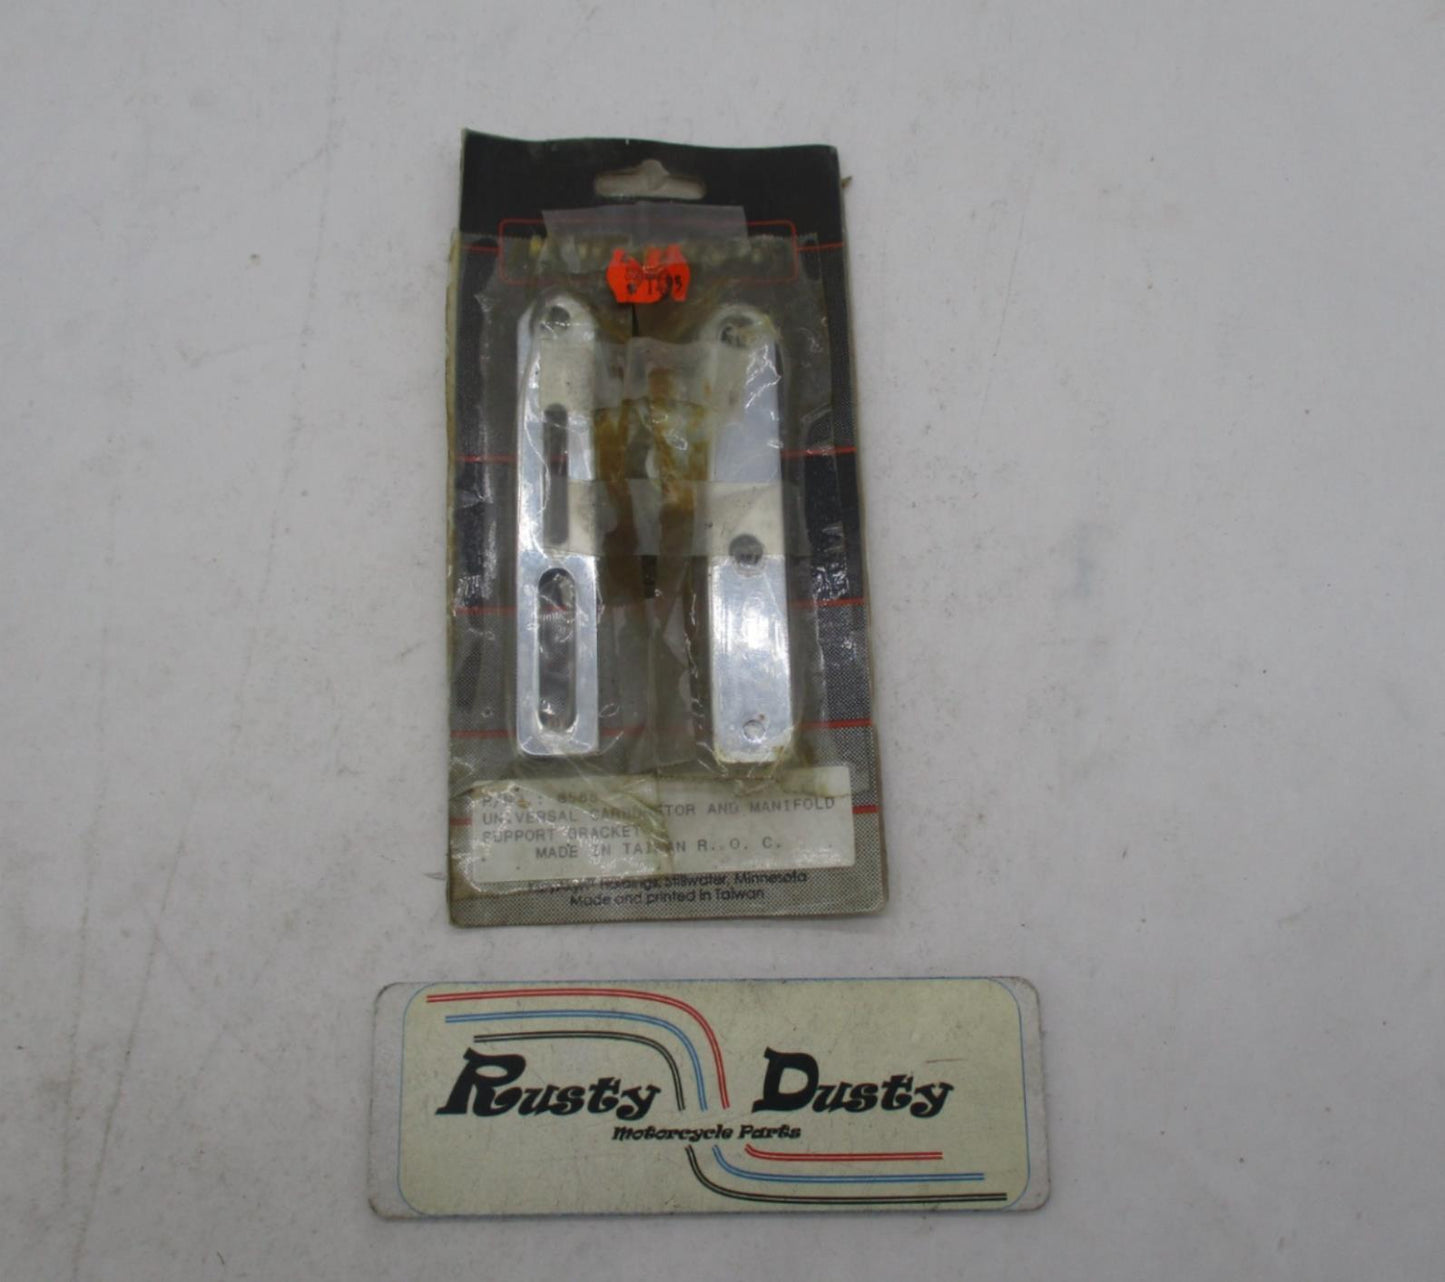 UNIVERSAL CARBURETOR AND MANIFOLD
SUPPORT BRACKET
MADE IN TAIWAN R. O. C.
Holdings, Stillwater, Minnesota
Made and printed in Taiwan
Rusty Dusty
Motorcycle Parts